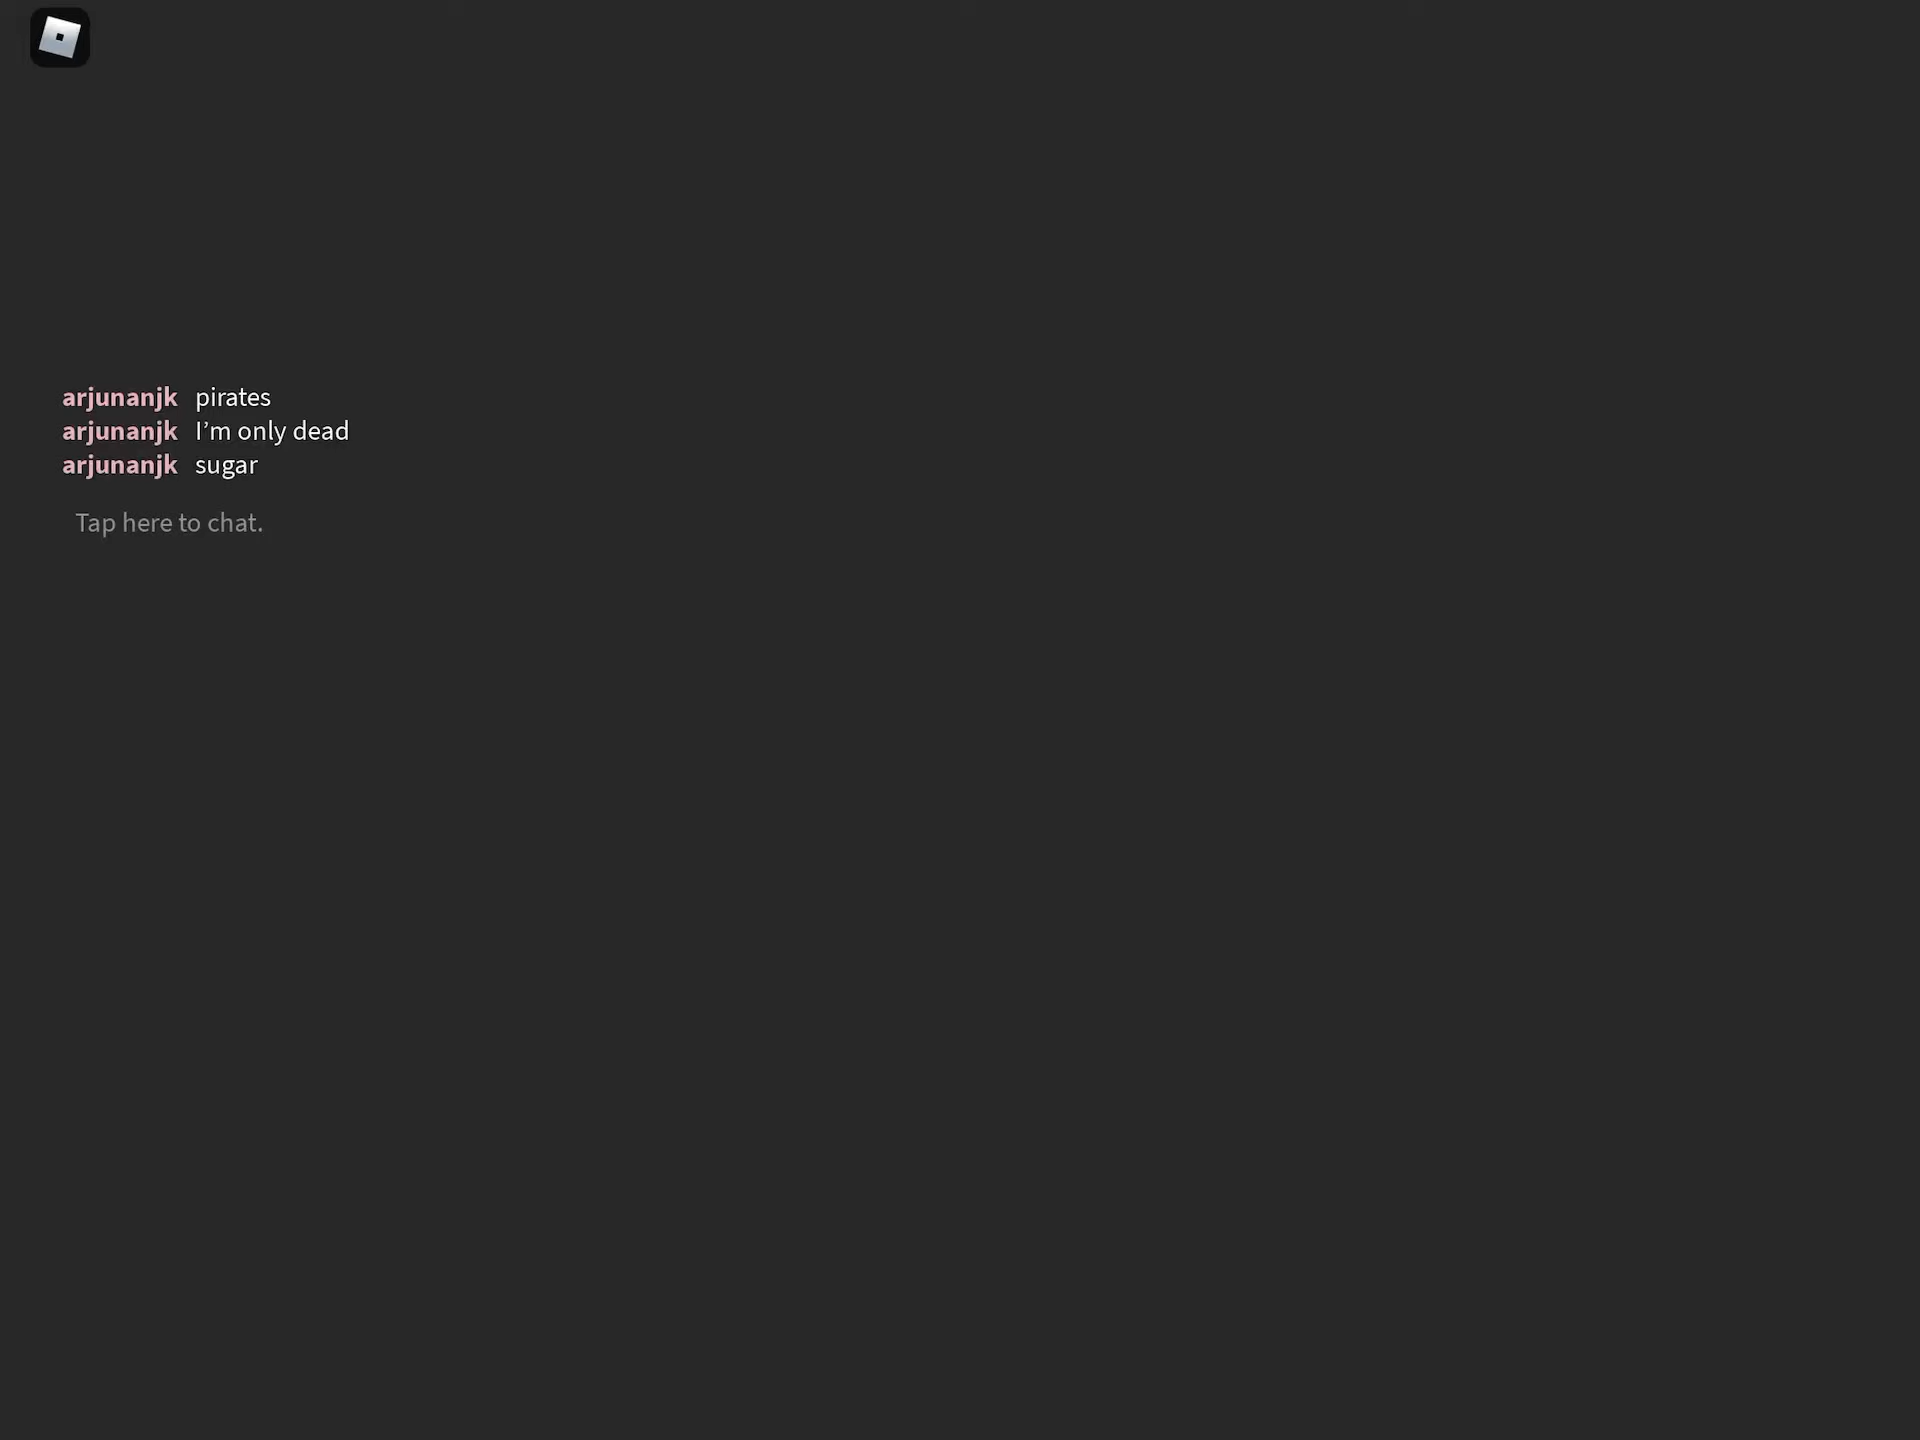 arjunanjk pirates
arjunanjk I’m only dead
arjunanjk sugar
Tap here to chat.